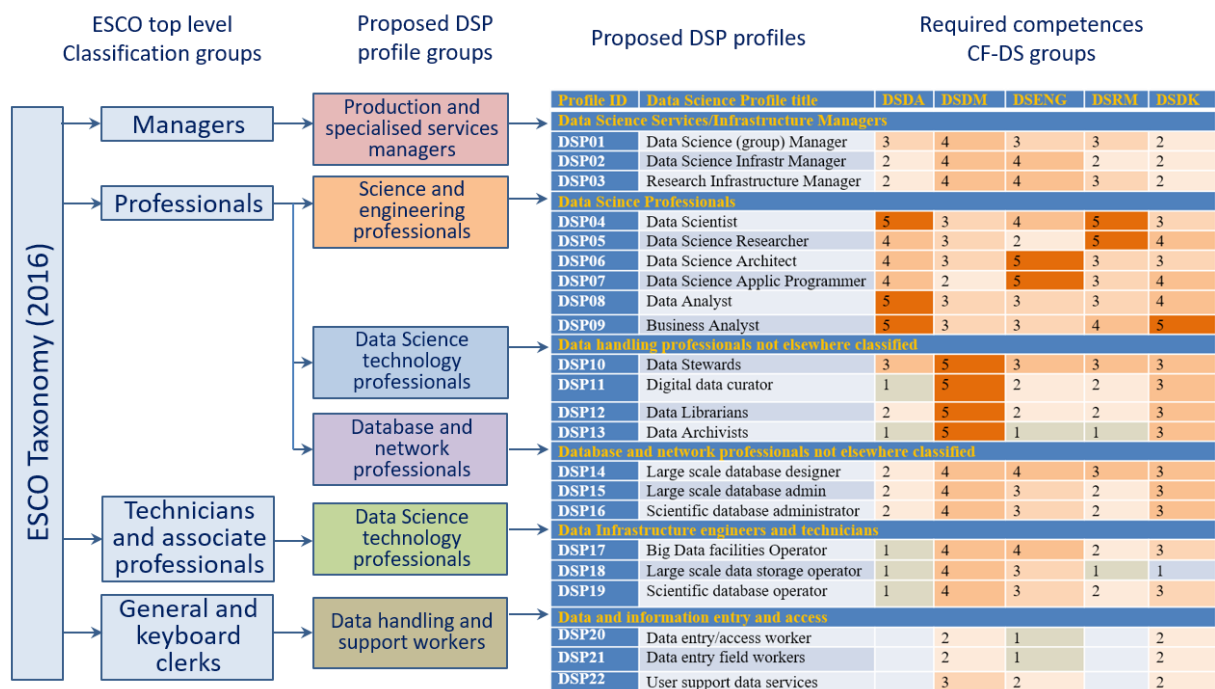 ESCO top level
Classification groups
Proposed DSP
profile groups
Proposed DSP profiles
Required competences
CF-DS groups
ESCO Taxonomy (2016)
Managers
Professionals
Technicians
and associate
professionals
General and
keyboard
clerks
Production and
specialised services
managers
Science and
engineering
professionals
Data Science
technology
professionals
Database and
network
professionals
Data Science
technology
professionals
Data handling and
support workers
Profile ID Data Science Profile title DSDA DSDM DSENG DSRM DSDK
Data Science Services/Infrastructure Managers
DSP01 Data Science (group) Manager 3 4 3 3 2
DSP02 Data Science Infrastr Manager 2 4 4 2 2
DSP03 Research Infrastructure Manager 2 4 4 3 2
Data Scince Professionals
DSP04 Data Scientist 5 3 4 5 3
DSP05 Data Science Researcher 4 3 2 5 4
DSP06 Data Science Architect 4 3 5 3 3
DSP07 Data Science Applic Programmer 4 2 5 3 4
DSP08 Data Analyst 5 3 3 3 4
DSP09 Business Analyst 5 3 3 4 5
Data handling professionals not elsewhere classified
DSP10 Data Stewards 3 5 3 3 3
DSP11 Digital data curator 1 5 2 2 3
DSP12 Data Librarians 2 5 2 2 3
DSP13 Data Archivists 1 5 1 1 3
Database and network professionals not elsewhere classified
DSP14 Large scale database designer 2 4 4 3 3
DSP15 Large scale database admin 2 4 3 2 3
DSP16 Scientific database administrator 2 4 3 2 3
Data Infrastructure engineers and technicians
DSP17 Big Data facilities Operator 1 4 4 2 3
DSP18 Large scale data storage operator 1 4 3 1 1
DSP19 Scientific database operator 1 4 3 2 3
Data and information entry and access
DSP20 Data entry/access worker 2 1 2
DSP21 Data entry field workers 2 1 2
DSP22 User support data services 3 2 2